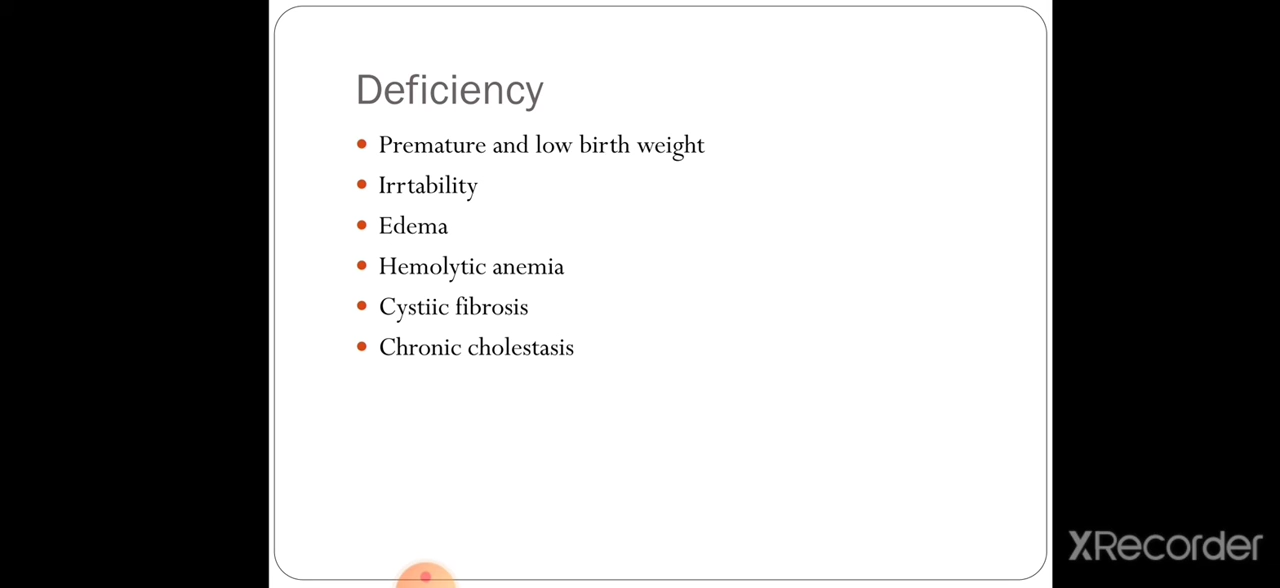 Deficiency
Premature and low birth weight
Irrtability
Edema
Hemolytic anemia
Cystiic fibrosis
Chronic cholestasis
XRecorder